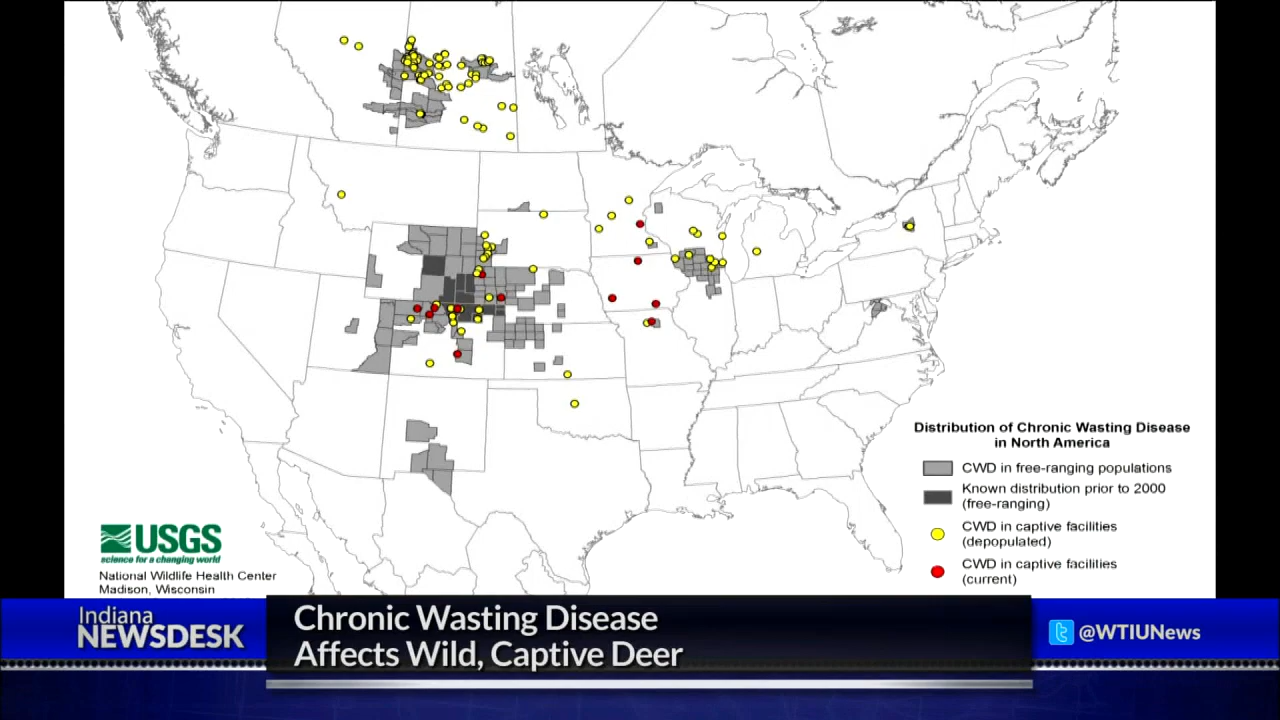 Distribution of Chronic Wasting Disease
in North America
CWD in free-ranging populations
Known distribution prior to 2000
(free-ranging)
CWD in captive facilities
(depopulated)
CWD in captive facilities
(current)
USGS
science for a changing world
National Wildlife Health Center
Madison, Wisconsin
Indiana
NEWSDESK
Chronic Wasting Disease
Affects Wild, Captive Deer
@WTIUNews